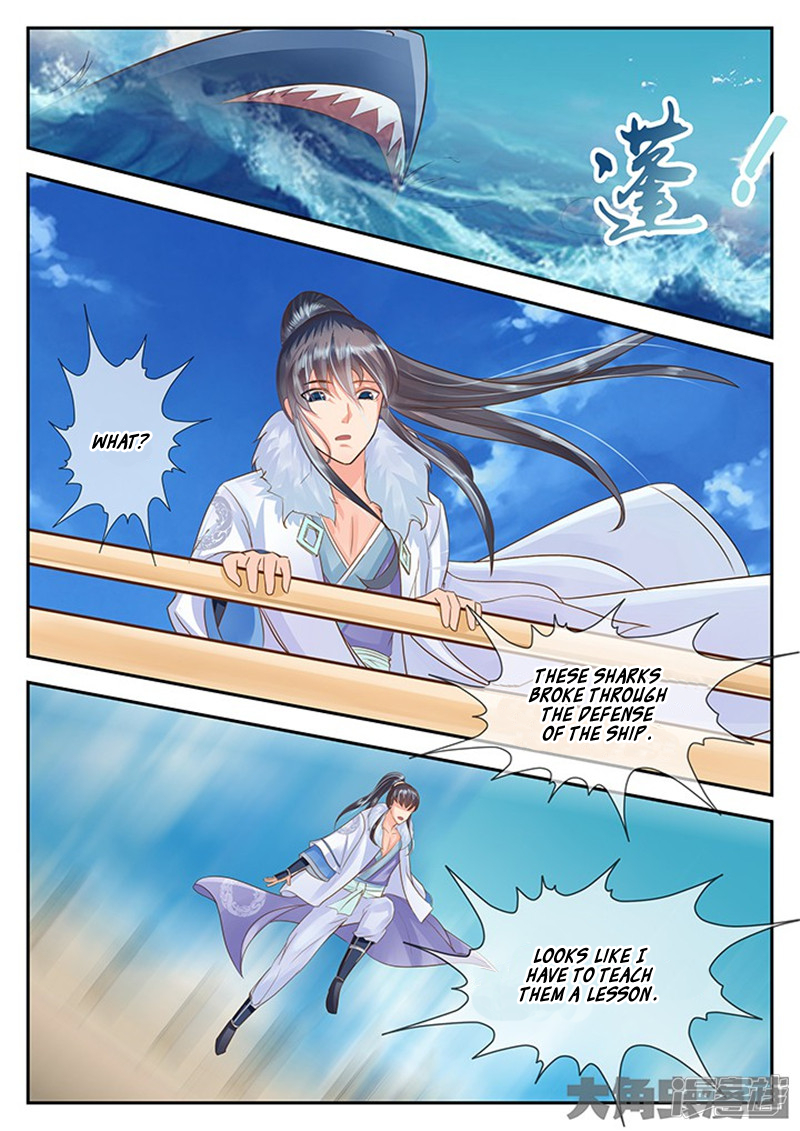 蓬!
WHAT?
THESE SHARKS
BROKE THROUGH
THE DEFENSE
OF THE SHIP.
LOOKS LIKE I
HAVE TO TEACH
THEM A LESSON.